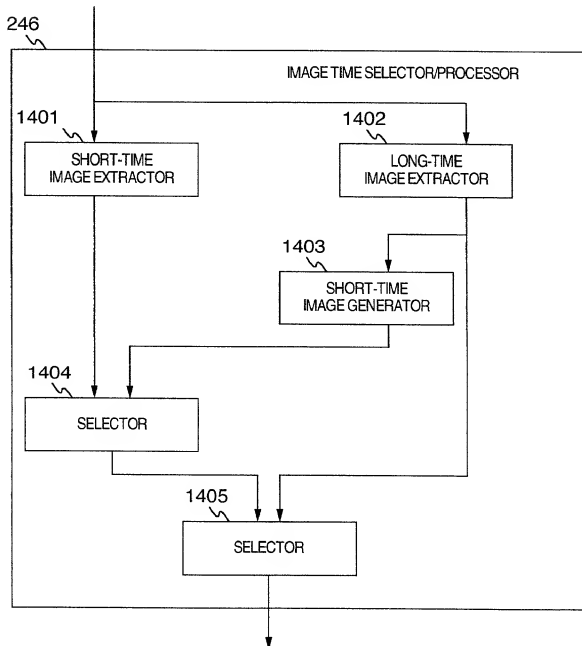 246
IMAGE TIME SELECTOR/PROCESSOR
1401
SHORT-TIME
IMAGE EXTRACTOR
1402
LONG-TIME
IMAGE EXTRACTOR
1403
SHORT-TIME
IMAGE GENERATOR
1404
SELECTOR
1405
SELECTOR